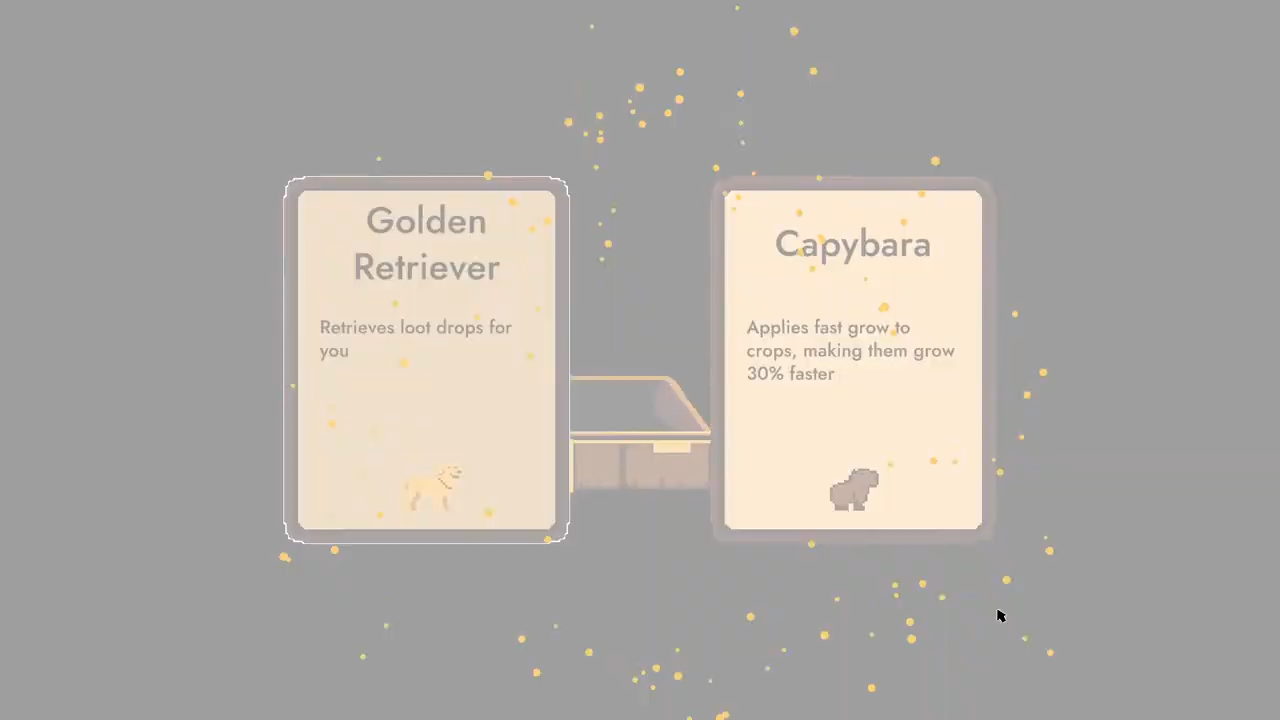 Golden
Retriever
Retrieves loot drops for
you
Capybara
Applies fast grow to
crops, making them grow
30% faster